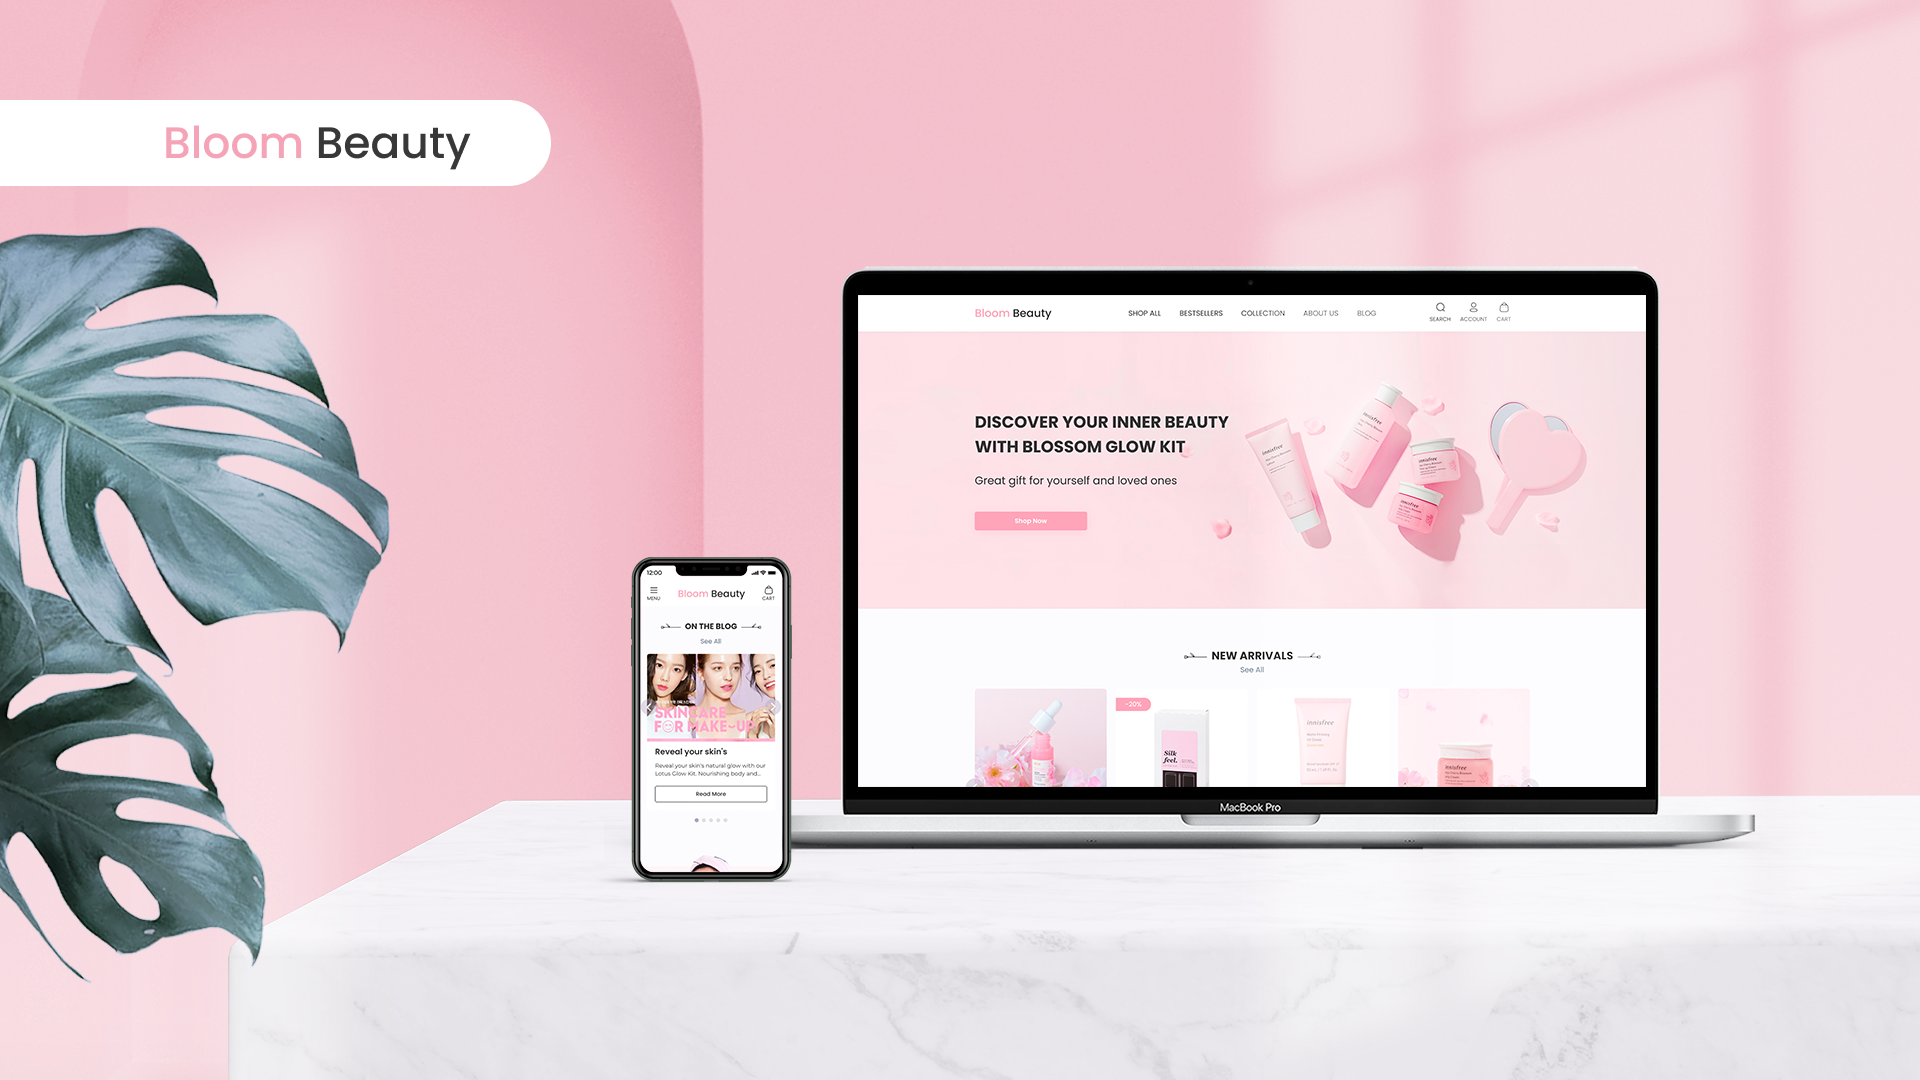 Bloom Beauty
Bloom Beauty
SHOP ALL
BESTSELLERS
COLLECTION
ABOUT US
BLOG
SEARCH
ACCOUNT
CART
DISCOVER YOUR INNER BEAUTY
WITH BLOSSOM GLOW KIT
Great gift for yourself and loved ones
Shop Now
innisfree
innisfree
innisfree
innisfree
NEW ARRIVALS
See All
-20%
Silk
feel.
innisfree
innisfree
MacBook Pro
12:00
MENU
Bloom Beauty
CART
ON THE BLOG
See All
SKINCARE
FOR MAKE-UP
Reveal your skin's
Reveal your skin's natural glow with our
Lotus Glow Kit. Nourishing body and...
Read More